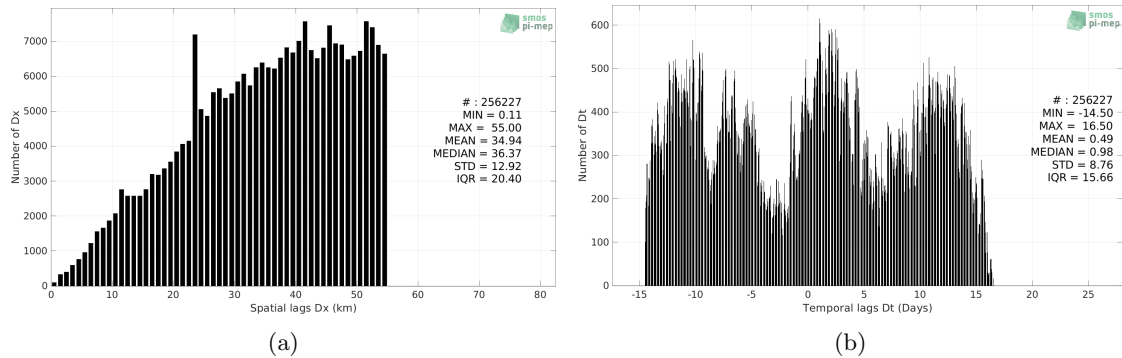 smos
pi-mep
7000
6000
5000
4000
3000
2000
1000
0
Number of Dx
# : 256227
MIN = 0.11
MAX = 55.00
MEAN = 34.94
MEDIAN = 36.37
STD = 12.92
IQR = 20.40
0 10 20 30 40 50 60 70 80
Spatial lags Dx (km)
(a)
smos
pi-mep
600
500
400
300
200
100
0
Number of Dt
# : 256227
MIN = -14.50
MAX = 16.50
MEAN = 0.49
MEDIAN = 0.98
STD = 8.76
IQR = 15.66
-15 -10 -5 0 5 10 15
Temporal lags Dt (Days)
(b)